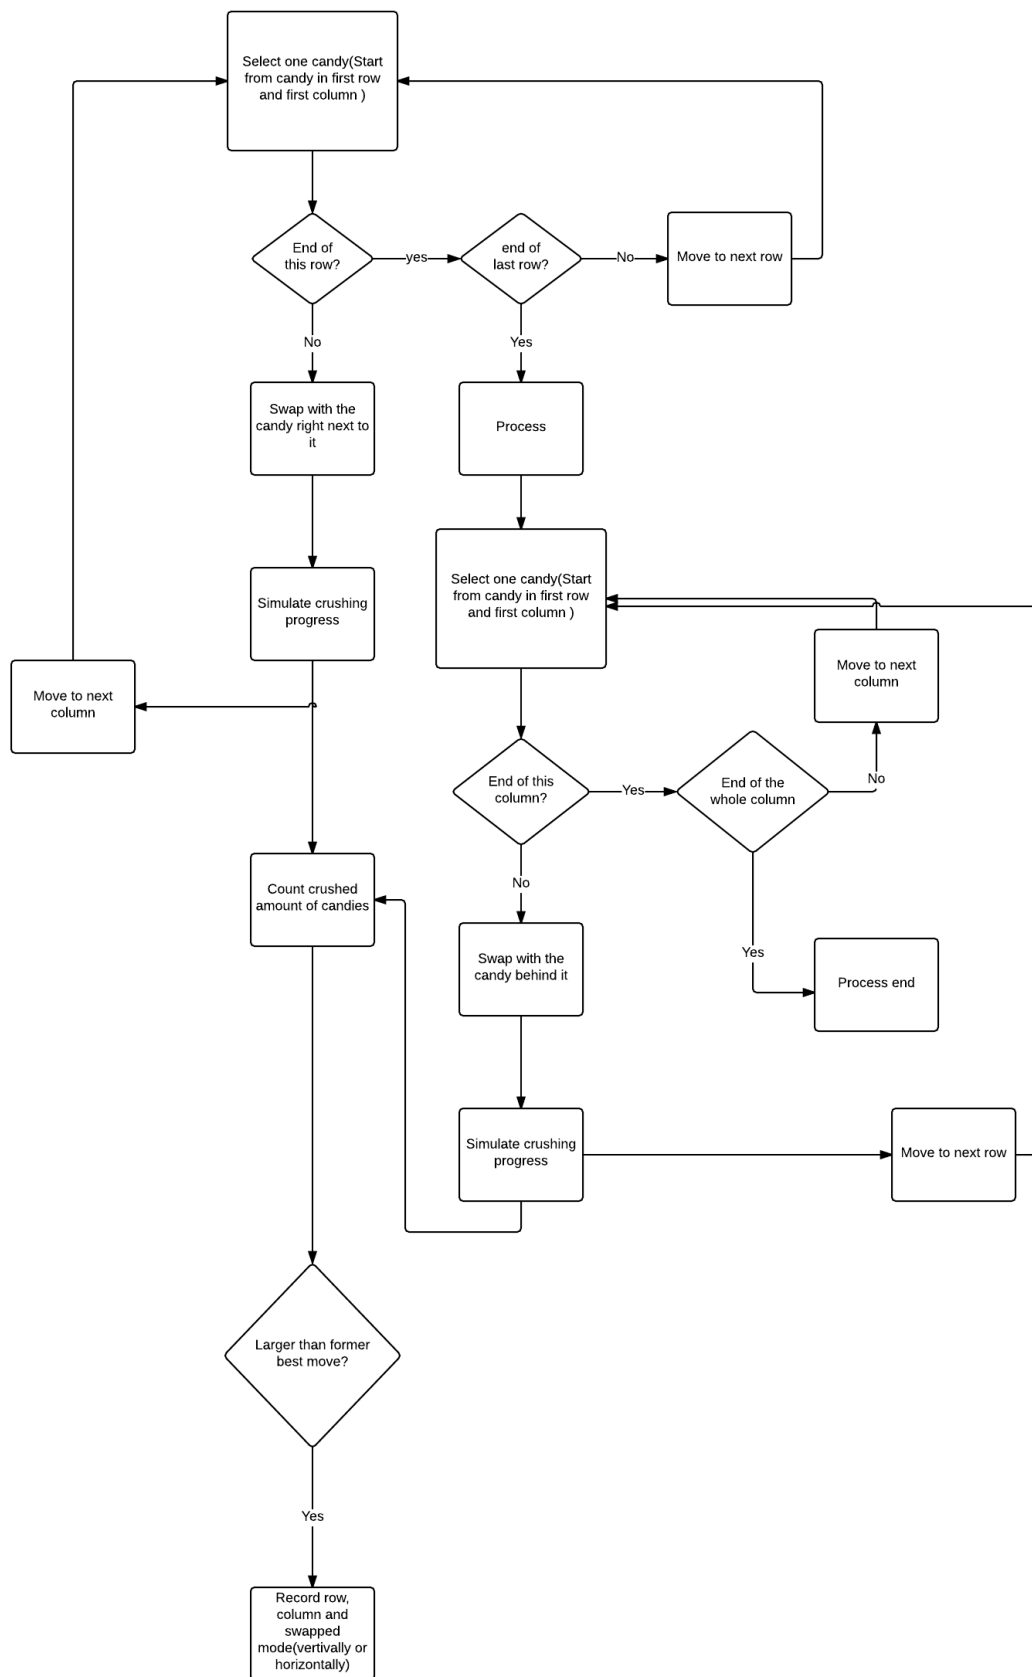 Select one candy(Start
from candy in first row
and first column )
End of
this row?
yes
end of
last row?
No
Move to next row
No
Yes
Swap with the
candy right next to
it
Process
Simulate crushing
progress
Select one candy(Start
from candy in first row
and first column )
Move to next
column
Move to next
column
End of this
column?
Yes
End of the
whole column
No
Count crushed
amount of candies
No
Swap with the
candy behind it
Yes
Process end
Simulate crushing
progress
Move to next row
Larger than former
best move?
Yes
Record row,
column and
swapped
mode(vertivally or
horizontally)